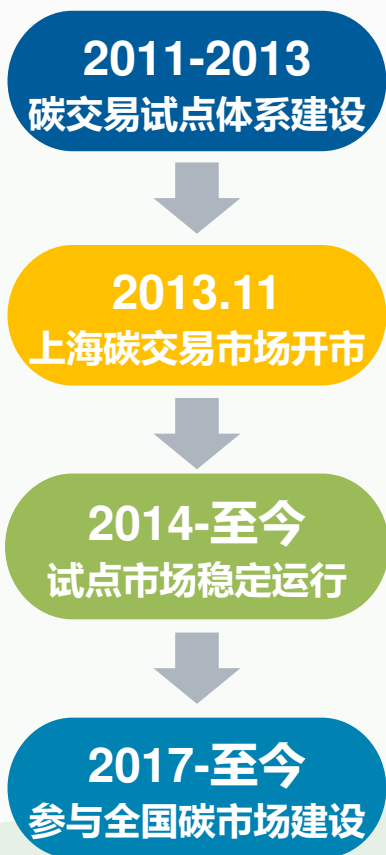 2011-2013
碳交易试点体系建设
2013.11
上海碳交易市场开市
2014-至今
试点市场稳定运行
2017-至今
参与全国碳市场建设